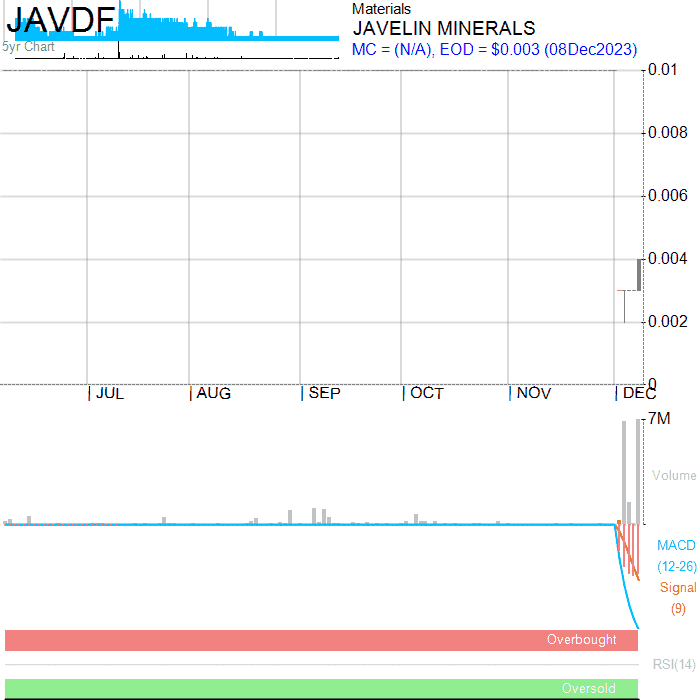 JAVDF
5yr Chart
Materials
JAVELIN MINERALS
MC = (N/A), EOD = $0.003 (08Dec2023)
0.01
0.008
0.006
0.004
0.002
0
JUL AUG SEP OCT NOV DEC
7M
Volume
MACD
(12-26)
Signal
(9)
Overbought
RSI(14)
Oversold